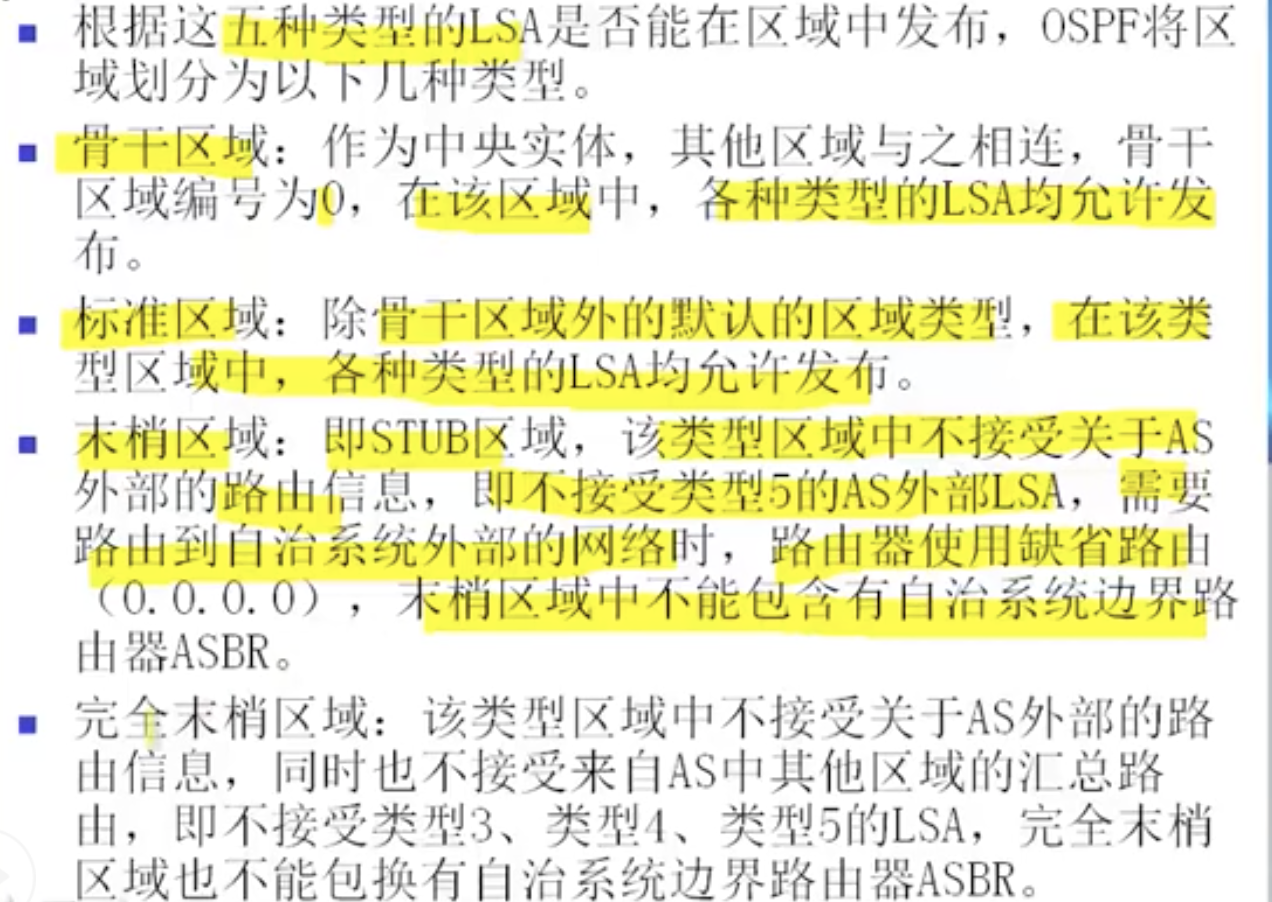 根据这五种类型的LSA是否能在区域中发布，OSPF将区
域划分为以下几种类型。
骨干区域：作为中央实体，其他区域与之相连，骨干
区域编号为0，在该区域中，各种类型的LSA均允许发
布。
标准区域：除骨干区域外的默认的区域类型，在该类
型区域中，各种类型的LSA均允许发布。
末梢区域：即STUB区域，该类型区域中不接受关于AS
外部的路由信息，即不接受类型5的AS外部LSA，需要
路由到自治系统外部的网络时，路由器使用缺省路由
（0.0.0.0），末梢区域中不能包含有自治系统边界路
由器ASBR。
完全末梢区域：该类型区域中不接受关于AS外部的路
由信息，同时也不接受来自AS中其他区域的汇总路
由，即不接受类型3、类型4、类型5的LSA，完全末梢
区域也不能包换有自治系统边界路由器ASBR。